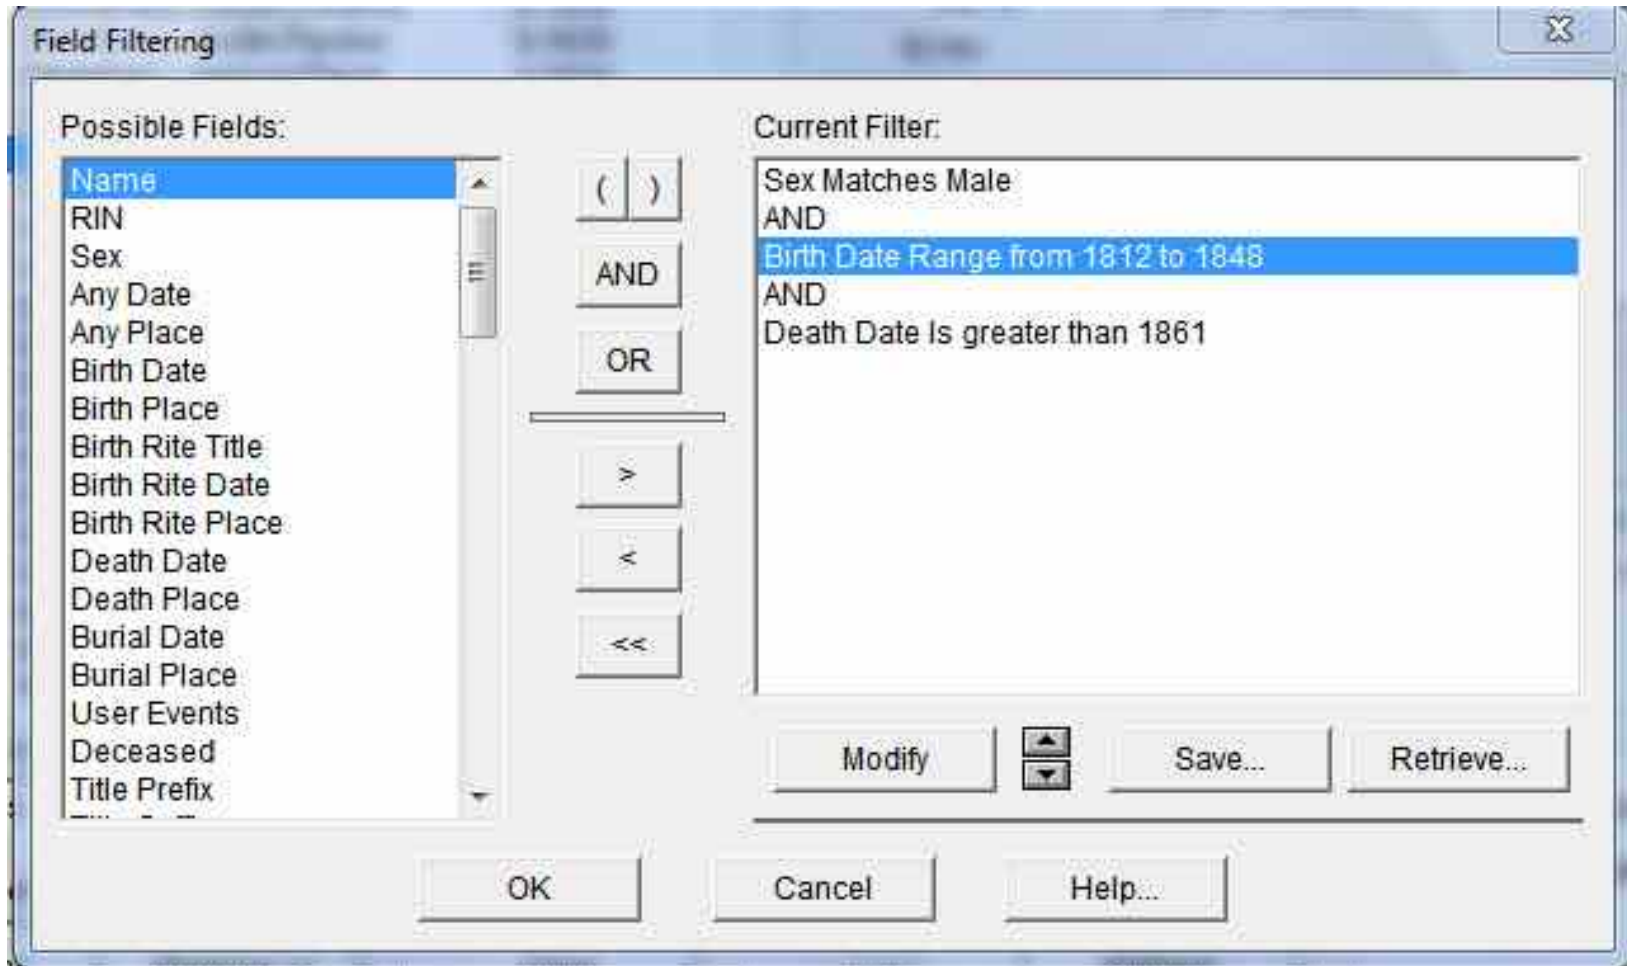 Field Filtering
Possible Fields:
Name
RIN
Sex
Any Date
Any Place
Birth Date
Birth Place
Birth Rite Title
Birth Rite Date
Birth Rite Place
Death Date
Death Place
Burial Date
Burial Place
User Events
Deceased
Title Prefix
( )
AND
OR
>
<
<<
Current Filter:
Sex Matches Male
AND
Birth Date Range from 1812 to 1848
AND
Death Date Is greater than 1861
Modify
Save...
Retrieve...
OK
Cancel
Help...